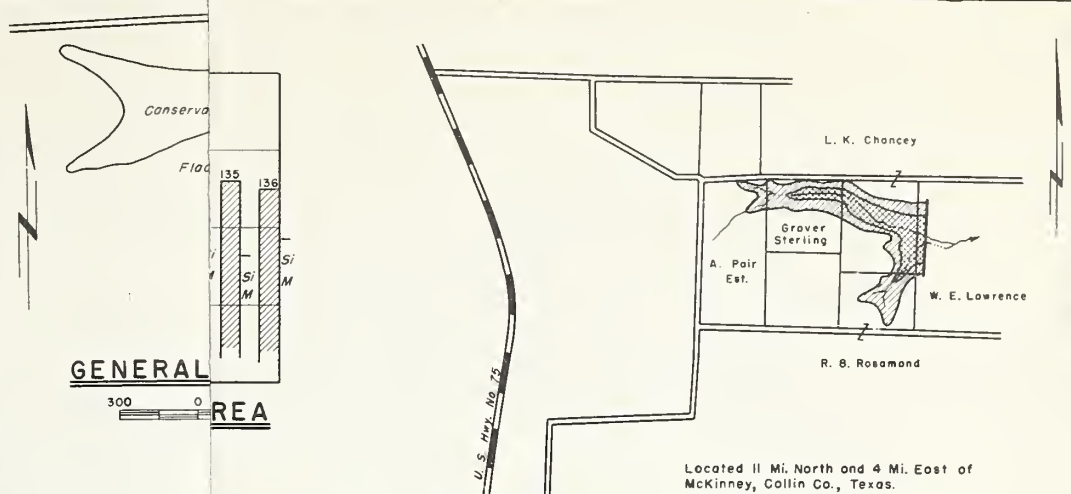 Conserva
Floo
135
136
Si
M
Si
M
GENERAL
300 0
REA
U. S. Hwy. No. 75
L. K. Chancey
Grover
Sterling
A. Pair
Est.
W. E. Lawrence
R. B. Rosamond
Located 11 Mi. North and 4 Mi. East of
McKinney, Collin Co., Texas.